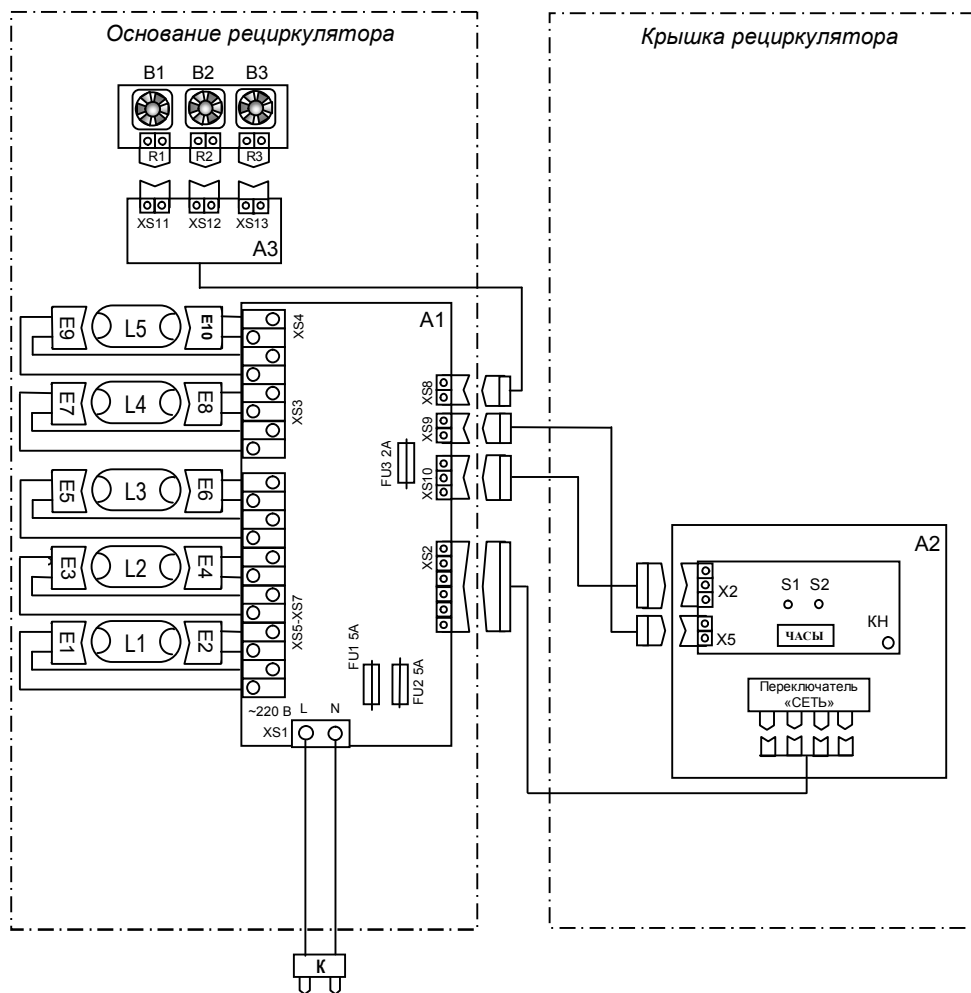 Основание рециркулятора
Крышка рециркулятора
B1 B2 B3
R1 R2 R3
XS11 XS12 XS13
A3
A1
E9 L5 E10
XS4
E7 L4 E8
XS3
E5 L3 E6
E3 L2 E4
E1 L1 E2
XS5-XS7
XS8
XS9
XS10
XS2
FU3 2A
FU1 5A
FU2 5A
~220 В L N
XS1
К
A2
S1 S2
X2
КН
X5
ЧАСЫ
Переключатель
«СЕТЬ»